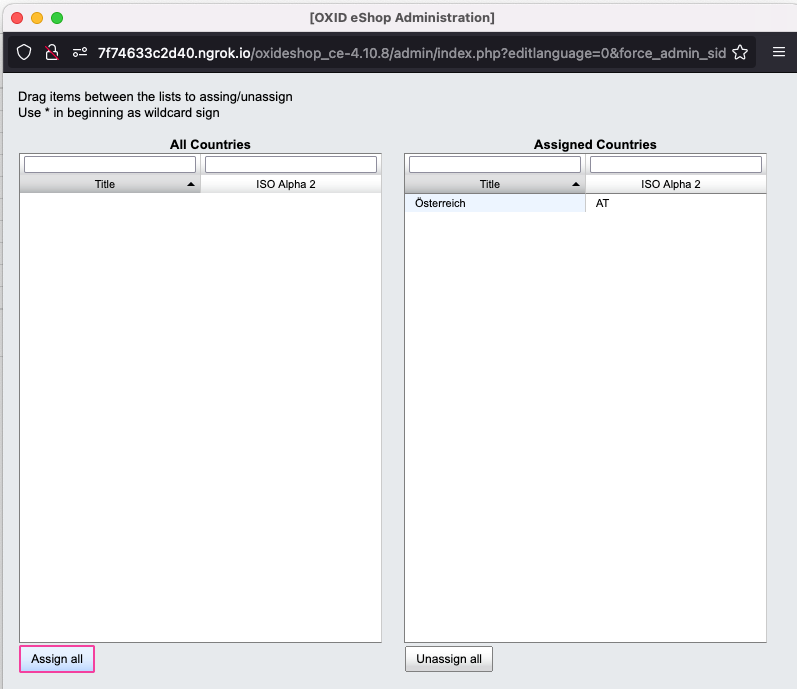 [OXID eShop Administration]
7f74633c2d40.ngrok.io/oxideshop_ce-4.10.8/admin/index.php?editlanguage=0&force_admin_sid
Drag items between the lists to assing/unassign
Use * in beginning as wildcard sign
All Countries
Title ISO Alpha 2
Assign all
Assigned Countries
Title ISO Alpha 2
Österreich AT
Unassign all